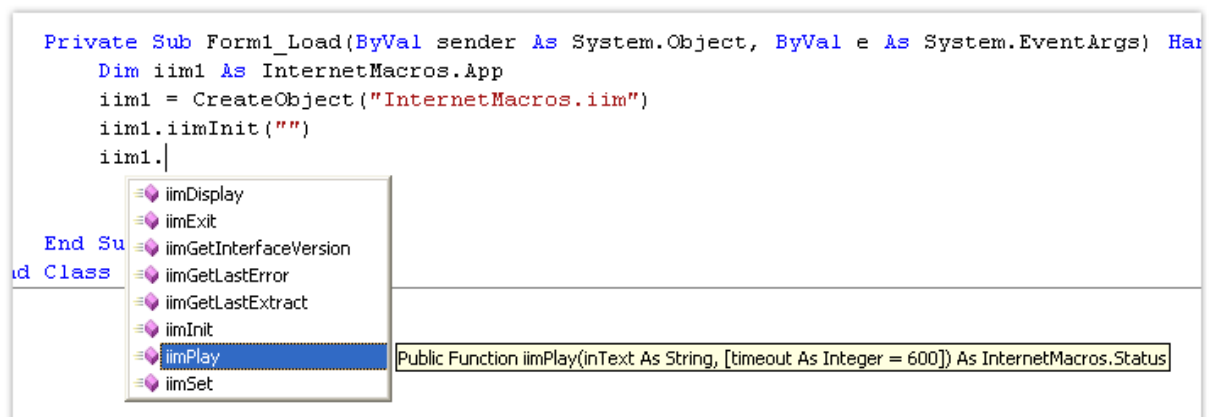 Private Sub Form1_Load(ByVal sender As System.Object, ByVal e As System.EventArgs) Han
Dim iim1 As InternetMacros.App
iim1 = CreateObject("InternetMacros.iim")
iim1.iimInit("")
iim1.
iimDisplay
iimExit
End Su
iimGetInterfaceVersion
nd Class
iimGetLastError
iimGetLastExtract
iimInit
iimPlay
Public Function iimPlay(inText As String, [timeout As Integer = 600]) As InternetMacros.Status
iimSet